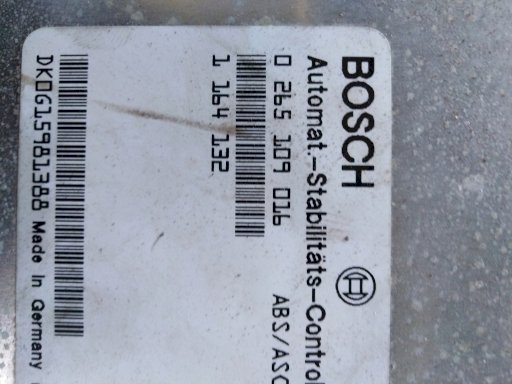 BOSCH
Automat.-Stabilitäts-Control
0 265 109 016 ABS/ASC
1 164 132
DK0G15981388 Made In Germany